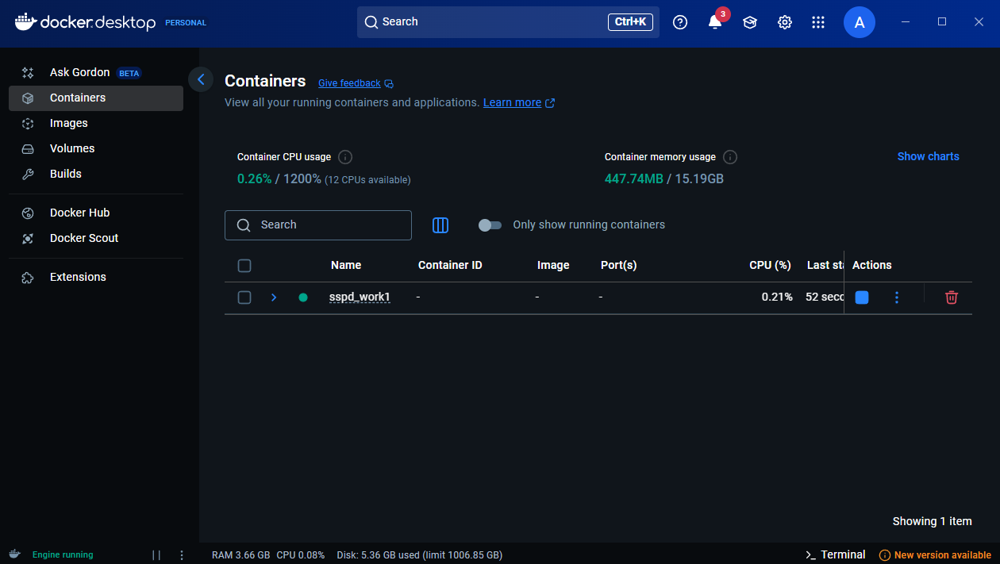 docker desktop PERSONAL
Search Ctrl+K
3
A
Ask Gordon BETA
Containers
Images
Volumes
Builds
Docker Hub
Docker Scout
Extensions
Containers Give feedback
View all your running containers and applications. Learn more
Container CPU usage
0.26% / 1200% (12 CPUs available)
Container memory usage
447.74MB / 15.19GB
Show charts
Search
Only show running containers
Name Container ID Image Port(s) CPU (%) Last sta Actions
sspd_work1 - - - 0.21% 52 seco
Showing 1 item
Engine running
RAM 3.66 GB CPU 0.08% Disk: 5.36 GB used (limit 1006.85 GB)
>_ Terminal
New version available